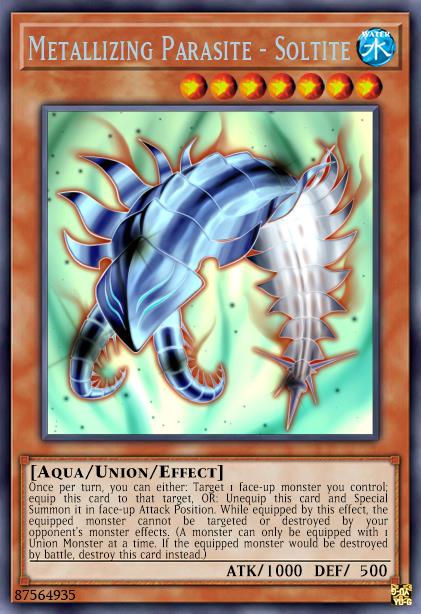 Metallizing Parasite - Soltite
WATER
水
[Aqua/Union/Effect]
Once per turn, you can either: Target 1 face-up monster you control;
equip this card to that target, OR: Unequip this card and Special
Summon it in face-up Attack Position. While equipped by this effect, the
equipped monster cannot be targeted or destroyed by your
opponent's monster effects. (A monster can only be equipped with 1
Union Monster at a time. If the equipped monster would be destroyed
by battle, destroy this card instead.)
ATK/1000 DEF/ 500
87564935